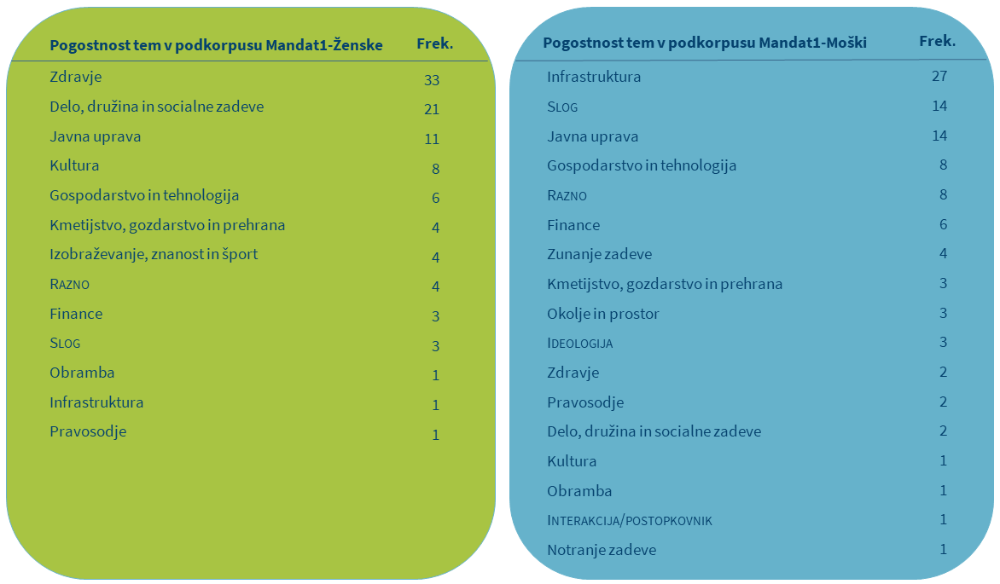 Pogostnost tem v podkorpusu Mandat1-Ženske Frek.
Zdravje 33
Delo, družina in socialne zadeve 21
Javna uprava 11
Kultura 8
Gospodarstvo in tehnologija 6
Kmetijstvo, gozdarstvo in prehrana 4
Izobraževanje, znanost in šport 4
RAZNO 4
Finance 3
SLOG 3
Obramba 1
Infrastruktura 1
Pravosodje 1
Pogostnost tem v podkorpusu Mandat1-Moški Frek.
Infrastruktura 27
SLOG 14
Javna uprava 14
Gospodarstvo in tehnologija 8
RAZNO 8
Finance 6
Zunanje zadeve 4
Kmetijstvo, gozdarstvo in prehrana 3
Okolje in prostor 3
IDEOLOGIJA 3
Zdravje 2
Pravosodje 2
Delo, družina in socialne zadeve 2
Kultura 1
Obramba 1
INTERAKCIJA/POSTOPKOVNIK 1
Notranje zadeve 1